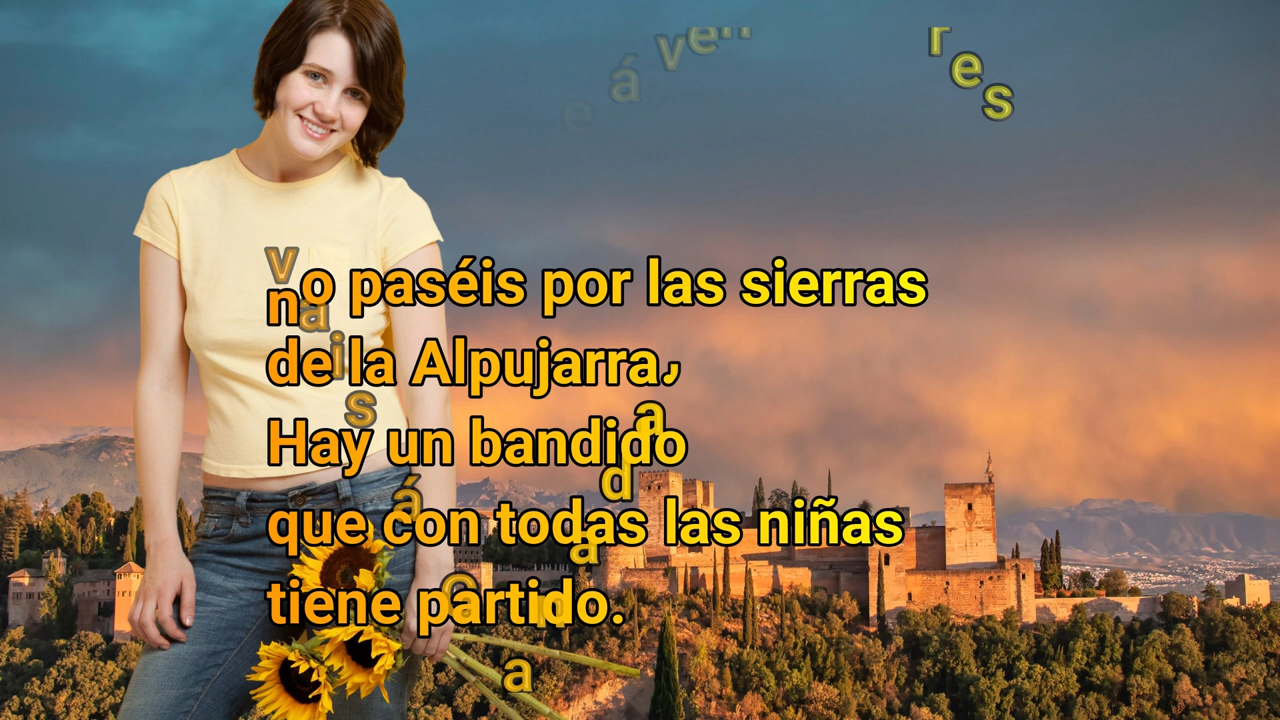 no paséis por las sierras
de la Alpujarra,
Hay un bandido
que con todas las niñas
tiene partido.